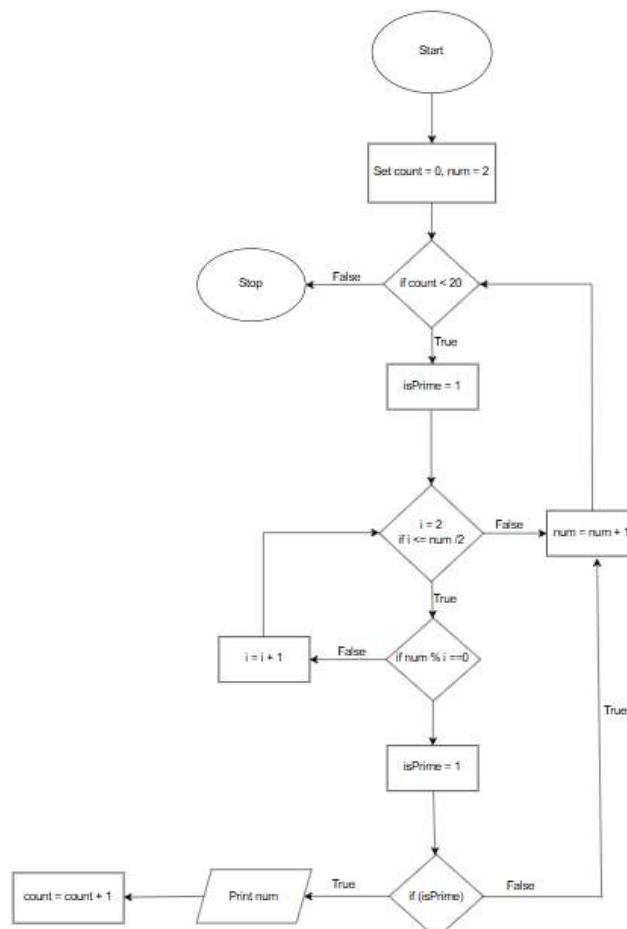 Start
Set count = 0, num = 2
if count < 20
False
Stop
True
isPrime = 1
i = 2
if i <= num /2
False
num = num + 1
True
if num % i ==0
False
i = i + 1
True
isPrime = 1
if (isPrime)
True
False
Print num
count = count + 1